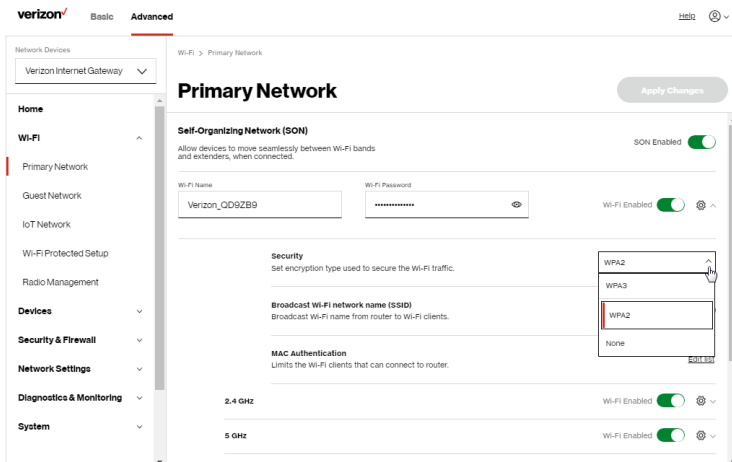 verizon✓
Basic
Advanced
Help
Network Devices
Verizon Internet Gateway
Home
Wi-Fi
Primary Network
Guest Network
IoT Network
Wi-Fi Protected Setup
Radio Management
Devices
Security & Firewall
Network Settings
Diagnostics & Monitoring
System
Wi-Fi > Primary Network
Primary Network
Apply Changes
Self-Organizing Network (SON)
Allow devices to move seamlessly between Wi-Fi bands
and extenders, when connected.
SON Enabled
Wi-Fi Name
Verizon_QD9ZB9
Wi-Fi Password
••••••••••••••
Wi-Fi Enabled
Security
Set encryption type used to secure the Wi-Fi traffic.
WPA2
WPA3
WPA2
None
Broadcast Wi-Fi network name (SSID)
Broadcast Wi-Fi name from router to Wi-Fi clients.
MAC Authentication
Limits the Wi-Fi clients that can connect to router.
Edit list
2.4 GHz
Wi-Fi Enabled
5 GHz
Wi-Fi Enabled